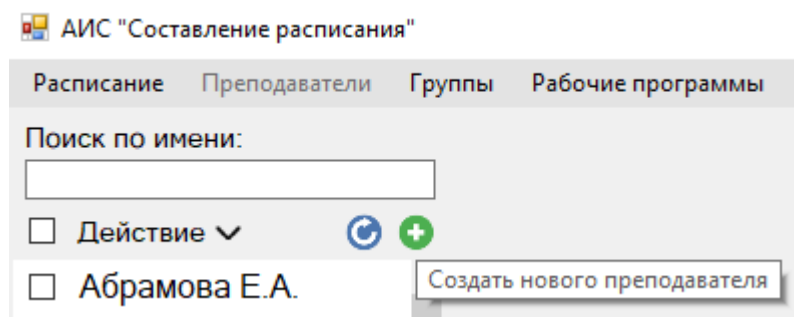 АИС "Составление расписания"
Расписание Преподаватели Группы Рабочие программы
Поиск по имени:
Действие
Абрамова Е.А.
Создать нового преподавателя